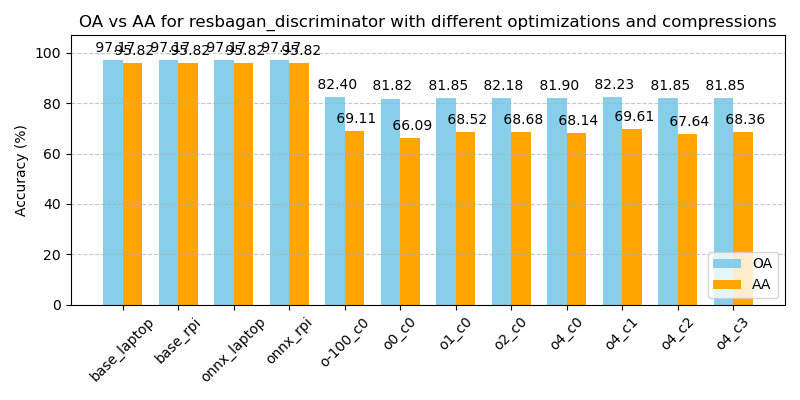 OA vs AA for resbagan_discriminator with different optimizations and compressions
Accuracy (%)
100
80
60
40
20
0
97.17 95.82 97.17 95.82 97.17 95.82 97.17 95.82
82.40 69.11 81.82 66.09 81.85 68.52 82.18 68.68 81.90 68.14 82.23 69.61 81.85 67.64 81.85 68.36
OA
AA
base_laptop base_rpi onnx_laptop onnx_rpi o-100_c0 o0_c0 o1_c0 o2_c0 o4_c0 o4_c1 o4_c2 o4_c3